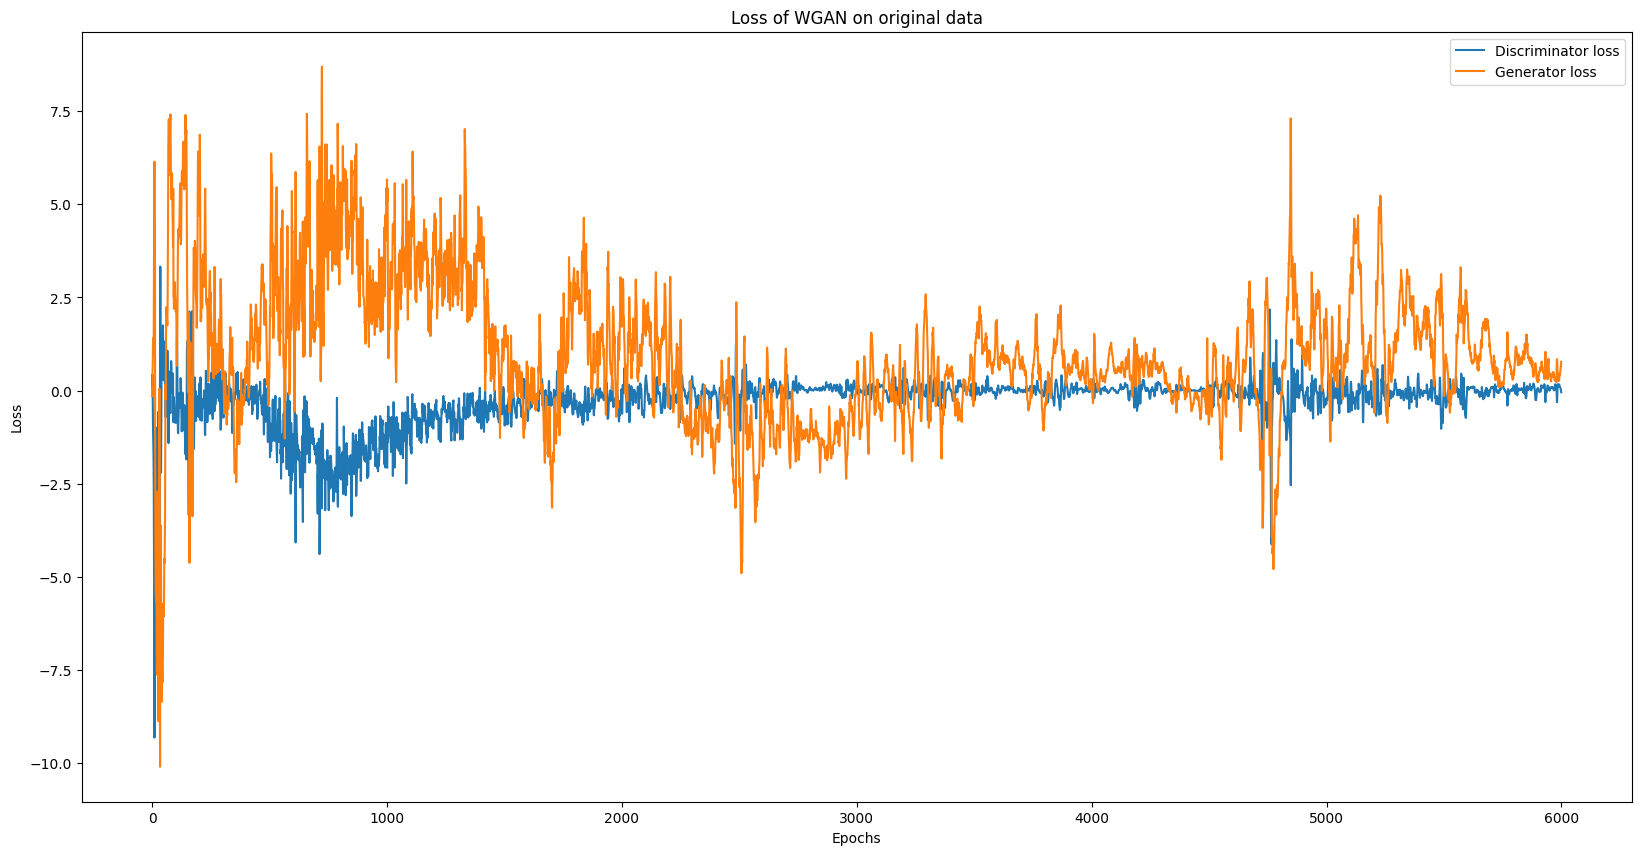 Loss of WGAN on original data
Discriminator loss
Generator loss
7.5
5.0
2.5
0.0
−2.5
−5.0
−7.5
−10.0
Loss
0 1000 2000 3000 4000 5000 6000
Epochs